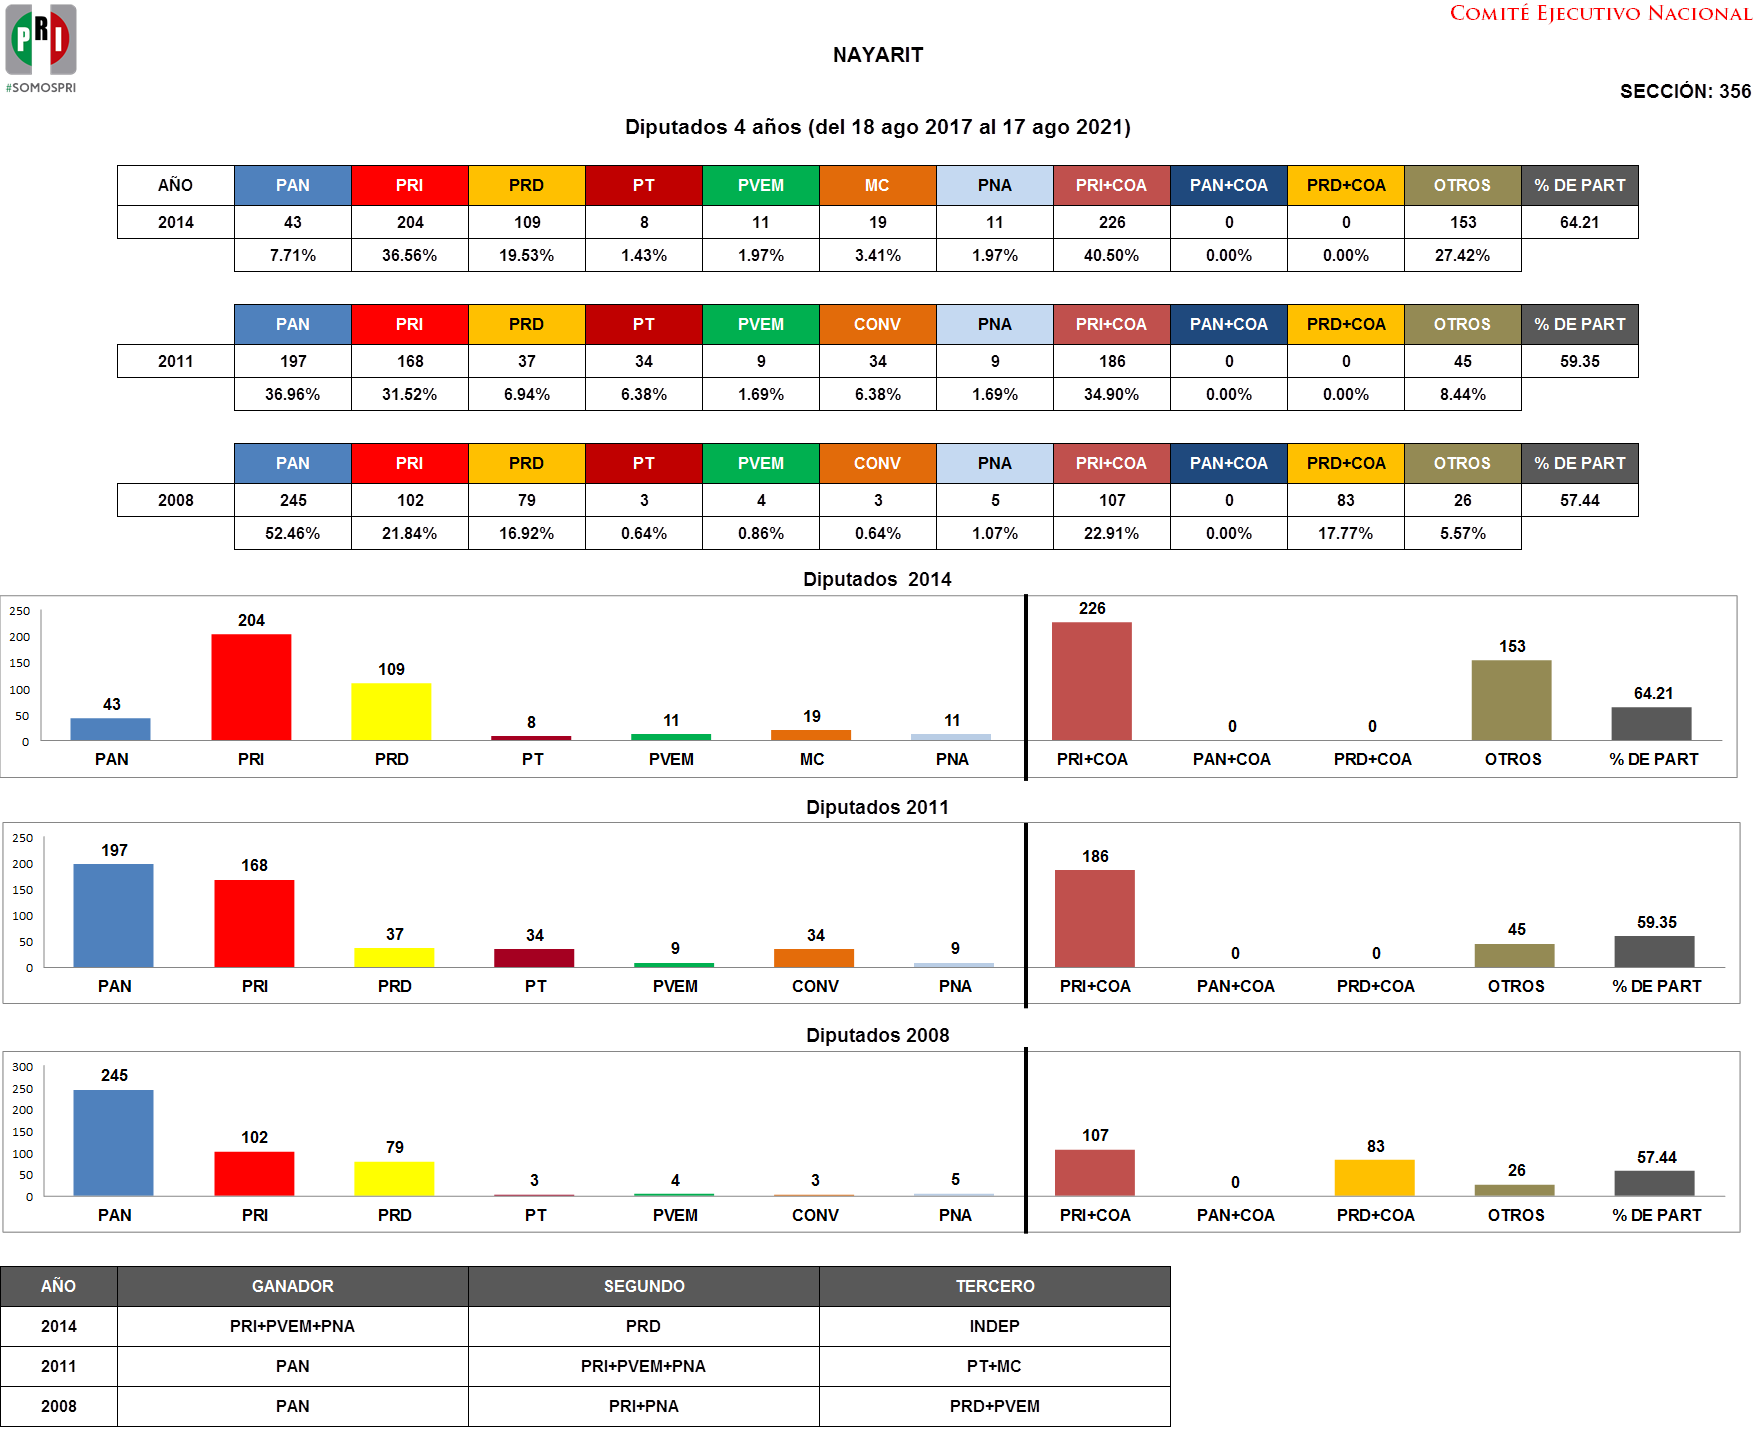 PRI
#SOMOSPRI
COMITÉ EJECUTIVO NACIONAL
NAYARIT
SECCIÓN: 356
Diputados 4 años (del 18 ago 2017 al 17 ago 2021)
AÑO PAN PRI PRD PT PVEM MC PNA PRI+COA PAN+COA PRD+COA OTROS % DE PART
2014 43 204 109 8 11 19 11 226 0 0 153 64.21
7.71% 36.56% 19.53% 1.43% 1.97% 3.41% 1.97% 40.50% 0.00% 0.00% 27.42%
PAN PRI PRD PT PVEM CONV PNA PRI+COA PAN+COA PRD+COA OTROS % DE PART
2011 197 168 37 34 9 34 9 186 0 0 45 59.35
36.96% 31.52% 6.94% 6.38% 1.69% 6.38% 1.69% 34.90% 0.00% 0.00% 8.44%
PAN PRI PRD PT PVEM CONV PNA PRI+COA PAN+COA PRD+COA OTROS % DE PART
2008 245 102 79 3 4 3 5 107 0 83 26 57.44
52.46% 21.84% 16.92% 0.64% 0.86% 0.64% 1.07% 22.91% 0.00% 17.77% 5.57%
Diputados 2014
250
200
150
100
50
0
43 204 109 8 11 19 11 226 0 0 153 64.21
PAN PRI PRD PT PVEM MC PNA PRI+COA PAN+COA PRD+COA OTROS % DE PART
Diputados 2011
250
200
150
100
50
0
197 168 37 34 9 34 9 186 0 0 45 59.35
PAN PRI PRD PT PVEM CONV PNA PRI+COA PAN+COA PRD+COA OTROS % DE PART
Diputados 2008
300
250
200
150
100
50
0
245 102 79 3 4 3 5 107 0 83 26 57.44
PAN PRI PRD PT PVEM CONV PNA PRI+COA PAN+COA PRD+COA OTROS % DE PART
AÑO GANADOR SEGUNDO TERCERO
2014 PRI+PVEM+PNA PRD INDEP
2011 PAN PRI+PVEM+PNA PT+MC
2008 PAN PRI+PNA PRD+PVEM